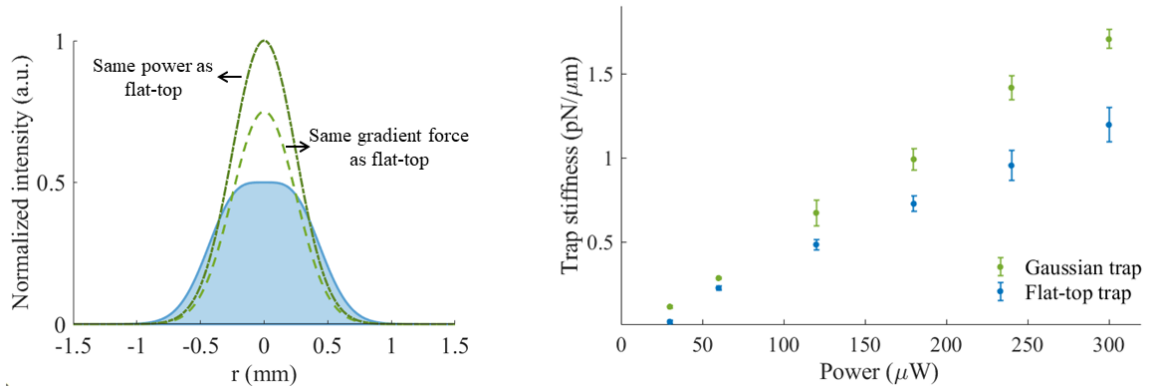 1
Same power as
flat-top
Same gradient force
as flat-top
0.5
0
-1.5
-1
-0.5
0
0.5
1
1.5
r (mm)
Normalized intensity (a.u.)
Trap stiffness (pN/μm)
1.5
1
0.5
Gaussian trap
Flat-top trap
0
50
100
150
200
250
300
Power (μW)